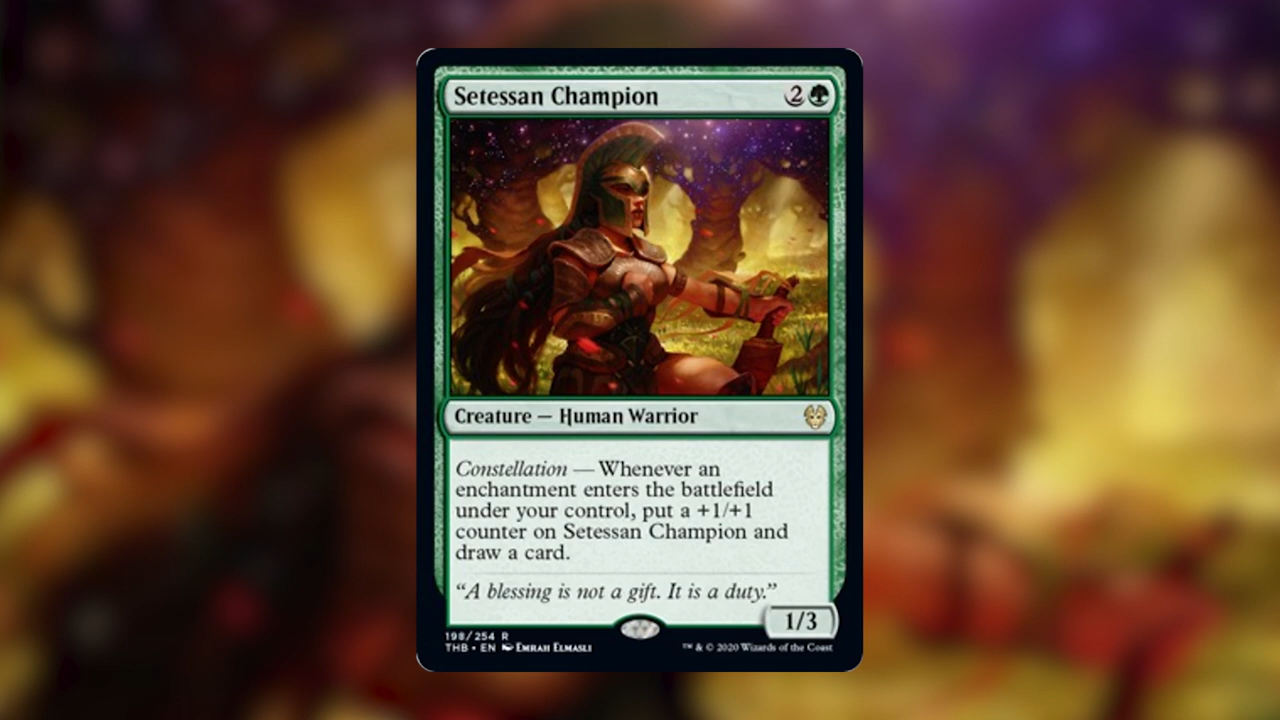 Setessan Champion 2
Creature — Human Warrior
Constellation — Whenever an
enchantment enters the battlefield
under your control, put a +1/+1
counter on Setessan Champion and
draw a card.
“A blessing is not a gift. It is a duty.”
1/3
198/254 R
THB • EN Emrah Elmasli
™ & © 2020 Wizards of the Coast